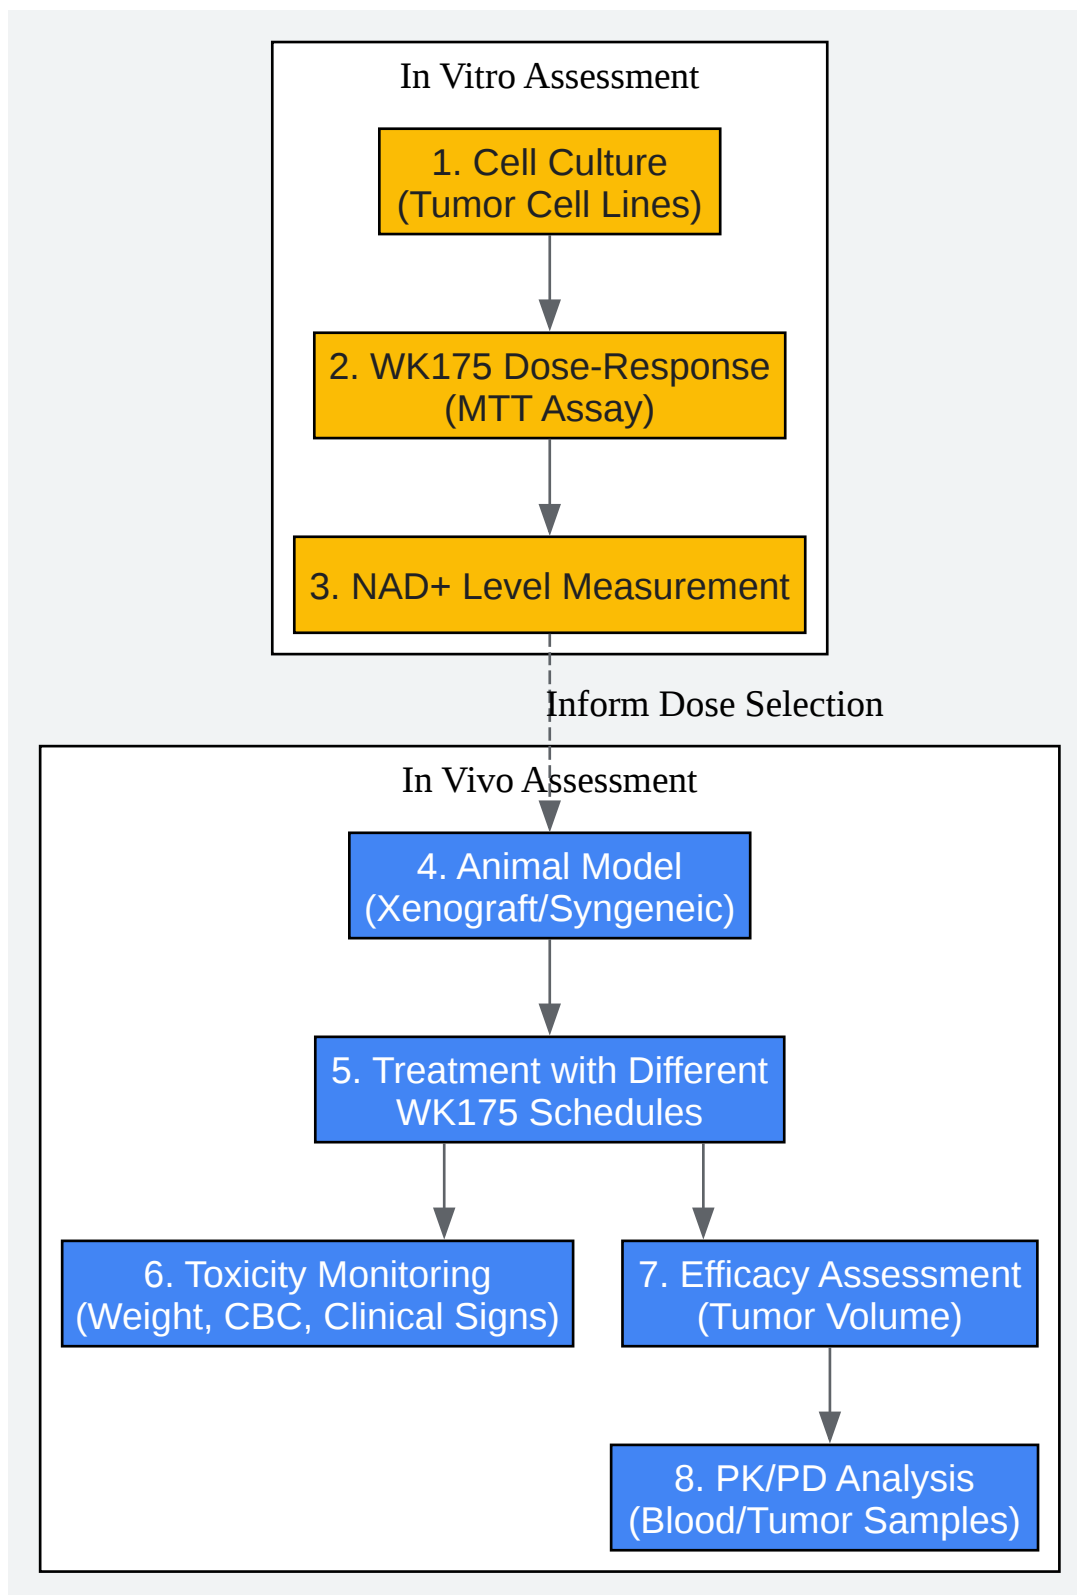 In Vitro Assessment
1. Cell Culture
(Tumor Cell Lines)
2. WK175 Dose-Response
(MTT Assay)
3. NAD+ Level Measurement
Inform Dose Selection
In Vivo Assessment
4. Animal Model
(Xenograft/Syngeneic)
5. Treatment with Different
WK175 Schedules
6. Toxicity Monitoring
(Weight, CBC, Clinical Signs)
7. Efficacy Assessment
(Tumor Volume)
8. PK/PD Analysis
(Blood/Tumor Samples)